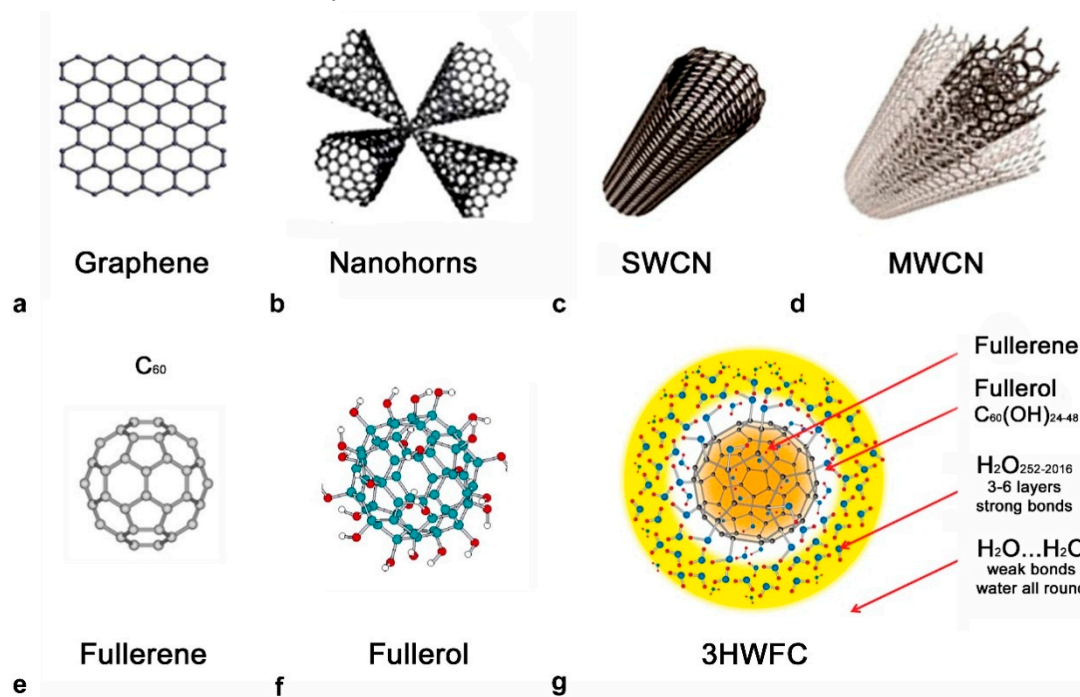 Graphene
Nanohorns
SWCN
MWCN
a
b
c
d
C₆₀
Fullerene
Fullerol
C₆₀(OH)₂₄₋₄₈
H₂O₂₅₂₋₂₀₁₆
3-6 layers
strong bonds
H₂O...H₂O
weak bonds
water all round
Fullerene
Fullerol
3HWFC
e
f
g